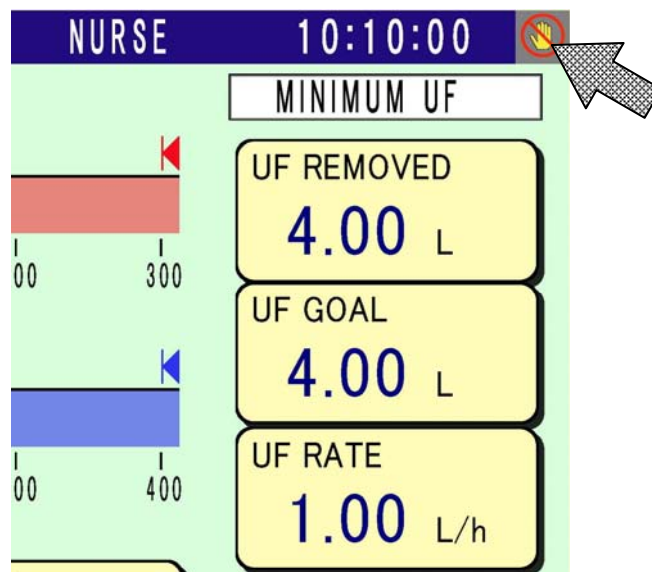 NURSE 10:10:00
MINIMUM UF
UF REMOVED
4.00 L
00 300
UF GOAL
4.00 L
00 400
UF RATE
1.00 L/h